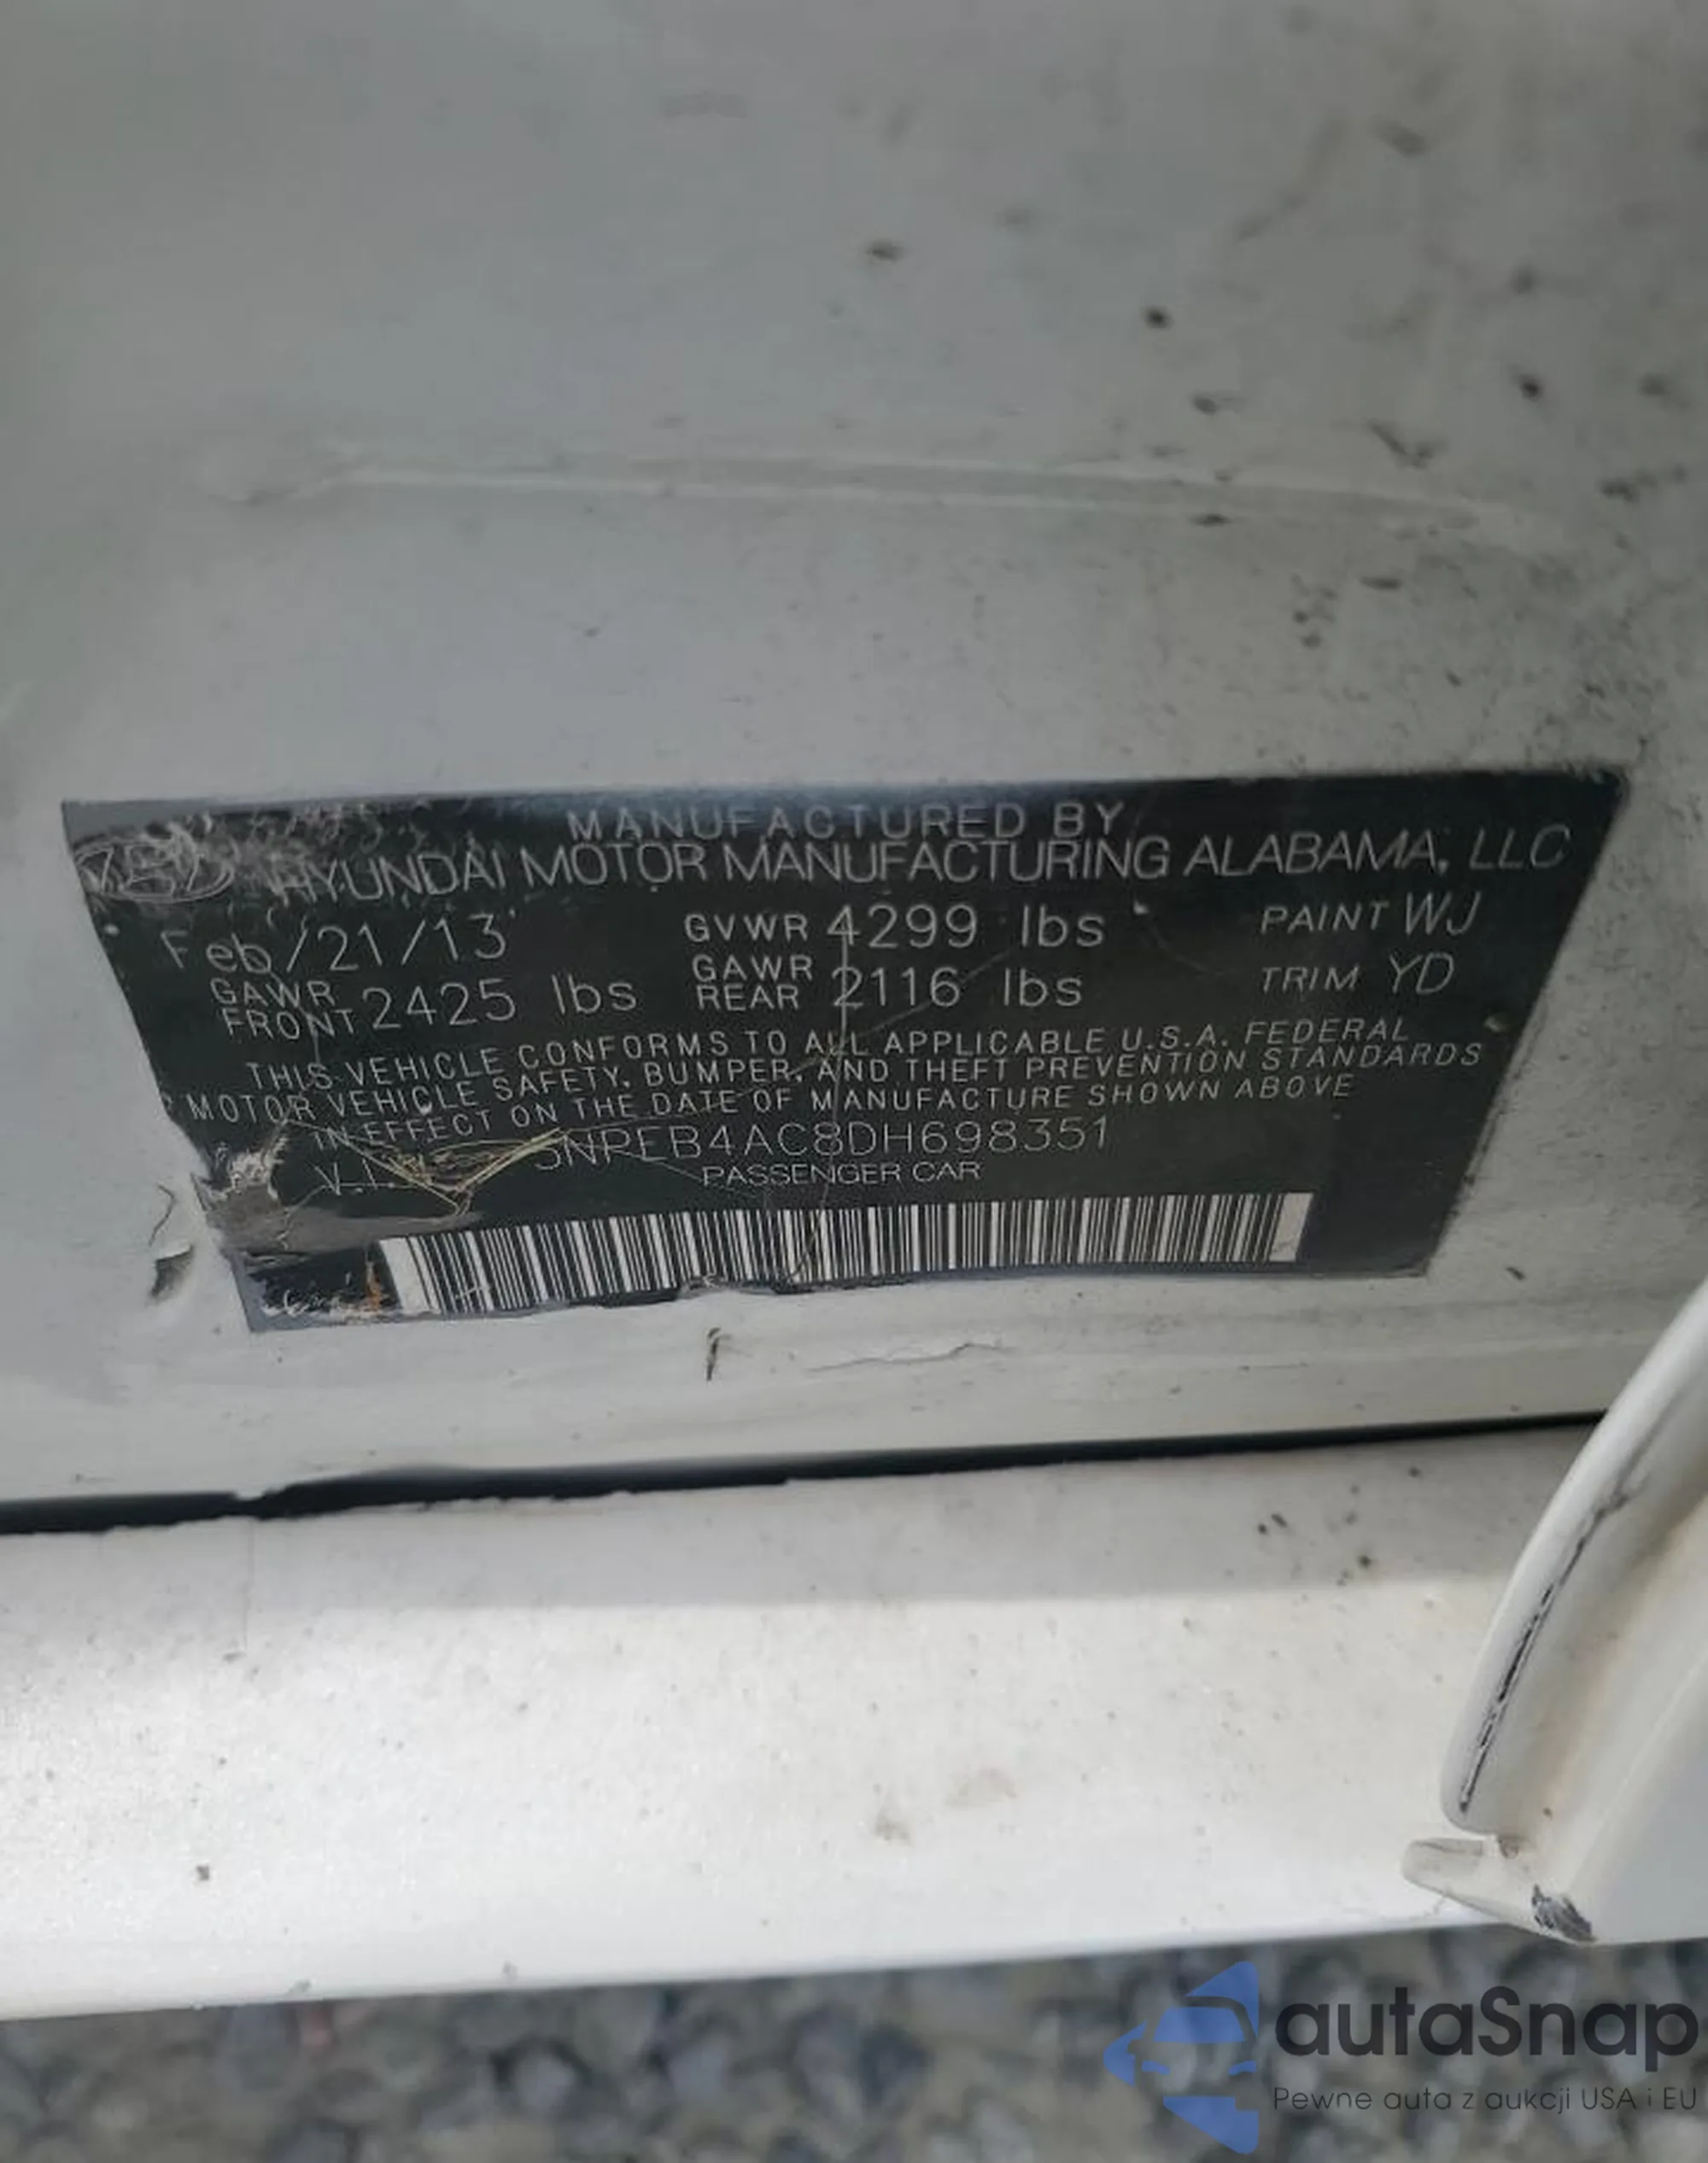 MANUFACTURED BY
HYUNDAI MOTOR MANUFACTURING ALABAMA, LLC
Feb/21/13 GVWR 4299 lbs PAINT WJ
GAWR FRONT 2425 lbs GAWR REAR 2116 lbs TRIM YD
THIS VEHICLE CONFORMS TO ALL APPLICABLE U.S.A. FEDERAL
MOTOR VEHICLE SAFETY, BUMPER, AND THEFT PREVENTION STANDARDS
IN EFFECT ON THE DATE OF MANUFACTURE SHOWN ABOVE
V.I. 5NPEB4AC8DH698351
PASSENGER CAR
autaSnap
Pewne auta z aukcji USA i EU